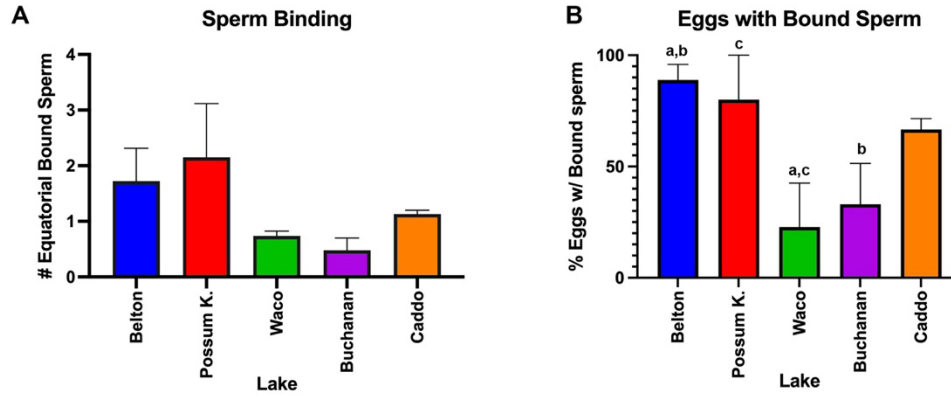 A
Sperm Binding
# Equatorial Bound Sperm
4
3
2
1
0
Belton
Possum K.
Waco
Buchanan
Caddo
Lake
B
Eggs with Bound Sperm
% Eggs w/ Bound sperm
100
50
0
a,b
c
a,c
b
Belton
Possum K.
Waco
Buchanan
Caddo
Lake